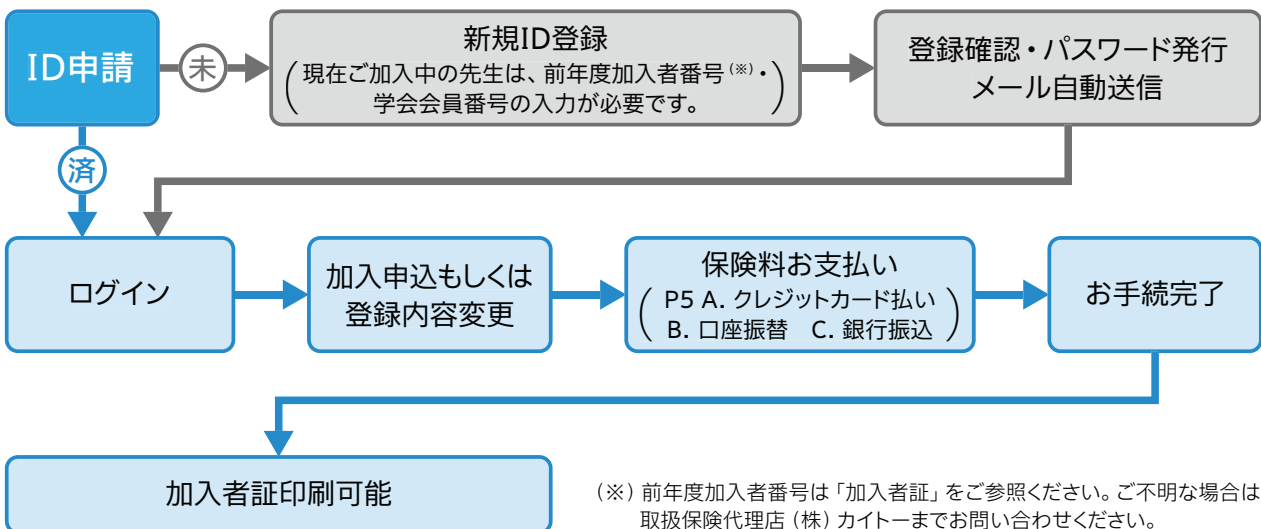 ID申請
未
新規ID登録
(現在ご加入中の先生は、前年度加入者番号(※)・
学会会員番号の入力が必要です。)
登録確認・パスワード発行
メール自動送信
済
ログイン
加入申込もしくは
登録内容変更
保険料お支払い
(P5 A. クレジットカード払い
B. 口座振替 C. 銀行振込)
お手続完了
加入者証印刷可能
(※) 前年度加入者番号は「加入者証」をご参照ください。ご不明な場合は
取扱保険代理店(株)カイトーまでお問い合わせください。